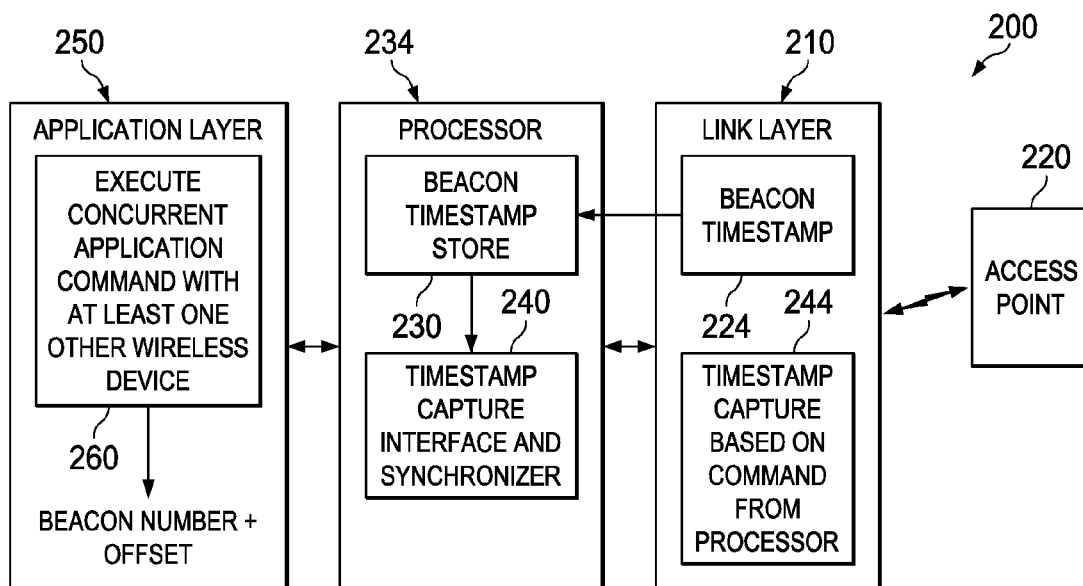 250
234
210
200
APPLICATION LAYER
EXECUTE
CONCURRENT
APPLICATION
COMMAND WITH
AT LEAST ONE
OTHER WIRELESS
DEVICE
260
BEACON NUMBER +
OFFSET
PROCESSOR
BEACON
TIMESTAMP
STORE
230
240
TIMESTAMP
CAPTURE
INTERFACE AND
SYNCHRONIZER
LINK LAYER
BEACON
TIMESTAMP
224
244
TIMESTAMP
CAPTURE
BASED ON
COMMAND
FROM
PROCESSOR
220
ACCESS
POINT